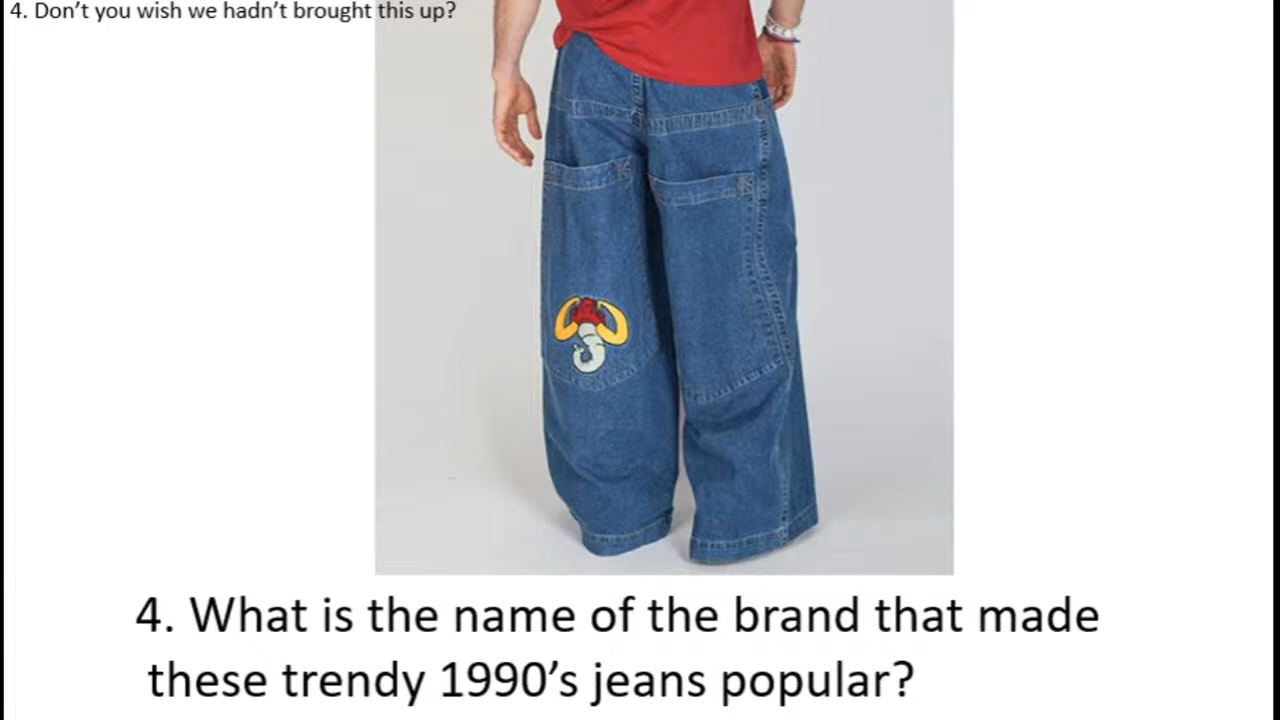 4. Don’t you wish we hadn’t brought this up?
4. What is the name of the brand that made
these trendy 1990’s jeans popular?